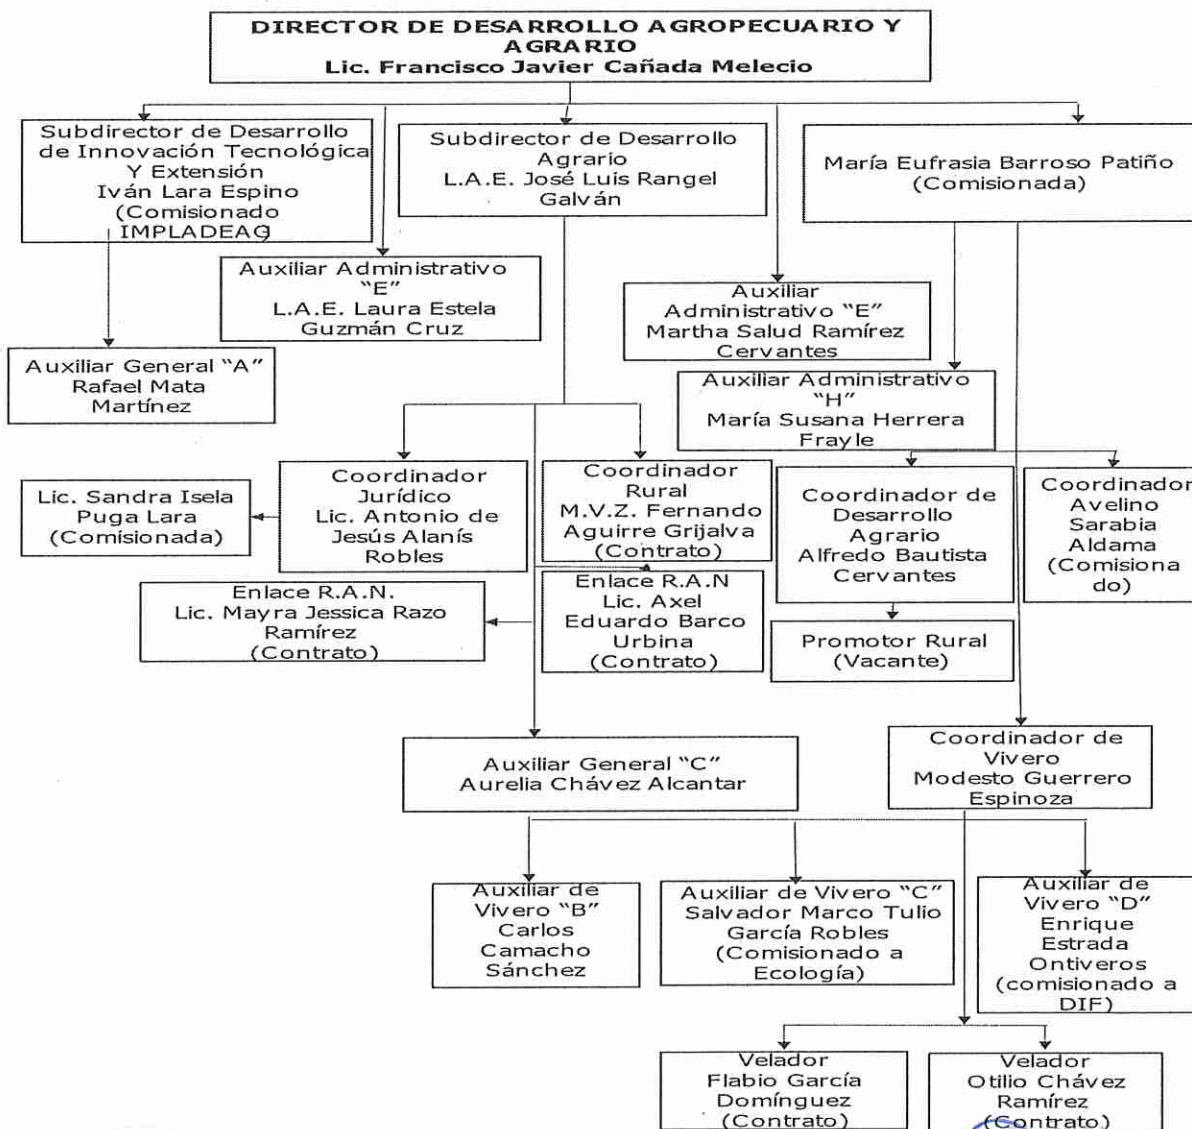 DIRECTOR DE DESARROLLO AGROPECUARIO Y
AGRARIO
Lic. Francisco Javier Cañada Melecio
Subdirector de Desarrollo
de Innovación Tecnológica
Y Extensión
Iván Lara Espino
(Comisionado
IMPLADEAG)
Subdirector de Desarrollo
Agrario
L.A.E. José Luis Rangel
Galván
María Eufrasia Barroso Patiño
(Comisionada)
Auxiliar Administrativo
“E”
L.A.E. Laura Estela
Guzmán Cruz
Auxiliar
Administrativo “E”
Martha Salud Ramírez
Cervantes
Auxiliar General “A”
Rafael Mata
Martínez
Auxiliar Administrativo
“H”
María Susana Herrera
Frayle
Lic. Sandra Isela
Puga Lara
(Comisionada)
Coordinador
Jurídico
Lic. Antonio de
Jesús Alanís
Robles
Coordinador
Rural
M.V.Z. Fernando
Aguirre Grijalva
(Contrato)
Coordinador de
Desarrollo
Agrario
Alfredo Bautista
Cervantes
Coordinador
Avelino
Sarabia
Aldama
(Comisiona
do)
Enlace R.A.N.
Lic. Mayra Jessica Razo
Ramírez
(Contrato)
Enlace R.A.N
Lic. Axel
Eduardo Barco
Urbina
(Contrato)
Promotor Rural
(Vacante)
Auxiliar General “C”
Aurelia Chávez Alcantar
Coordinador de
Vivero
Modesto Guerrero
Espinoza
Auxiliar de
Vivero “B”
Carlos
Camacho
Sánchez
Auxiliar de Vivero “C”
Salvador Marco Tulio
García Robles
(Comisionado a
Ecología)
Auxiliar de
Vivero “D”
Enrique
Estrada
Ontiveros
(comisionado a
DIF)
Velador
Flabio García
Domínguez
(Contrato)
Velador
Otilio Chávez
Ramírez
(Contrato)